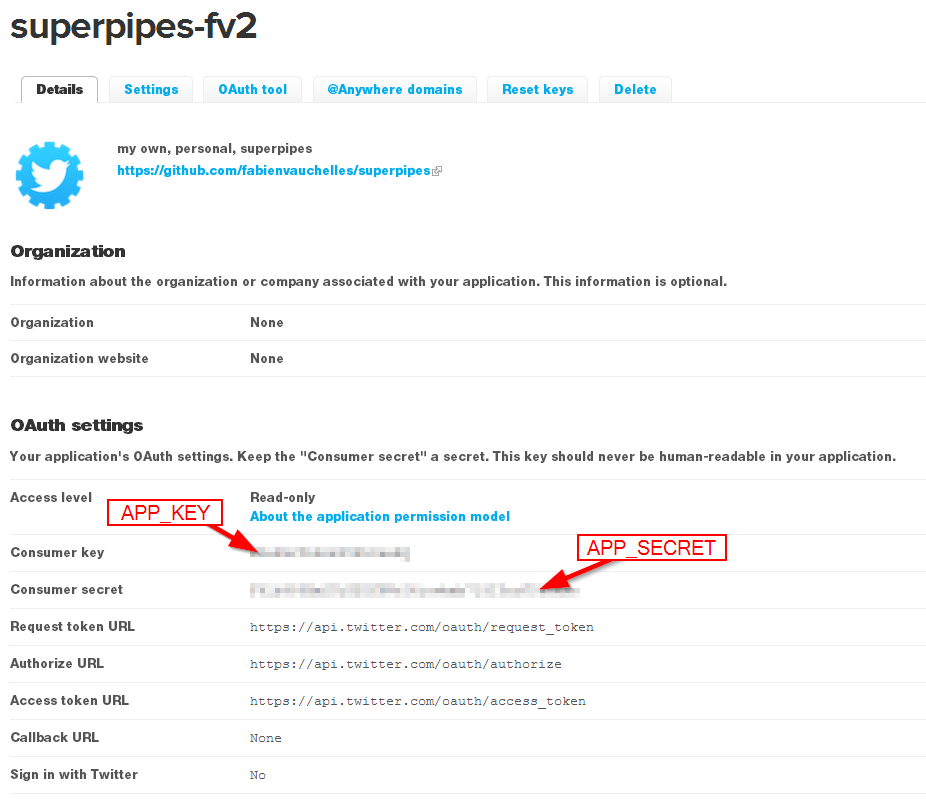 superpipes-fv2
Details Settings OAuth tool @Anywhere domains Reset keys Delete
my own, personal, superpipes
https://github.com/fabienvauchelles/superpipes
Organization
Information about the organization or company associated with your application. This information is optional.
Organization None
Organization website None
OAuth settings
Your application's OAuth settings. Keep the "Consumer secret" a secret. This key should never be human-readable in your application.
Access level Read-only
About the application permission model
APP_KEY
Consumer key
APP_SECRET
Consumer secret
Request token URL https://api.twitter.com/oauth/request_token
Authorize URL https://api.twitter.com/oauth/authorize
Access token URL https://api.twitter.com/oauth/access_token
Callback URL None
Sign in with Twitter No